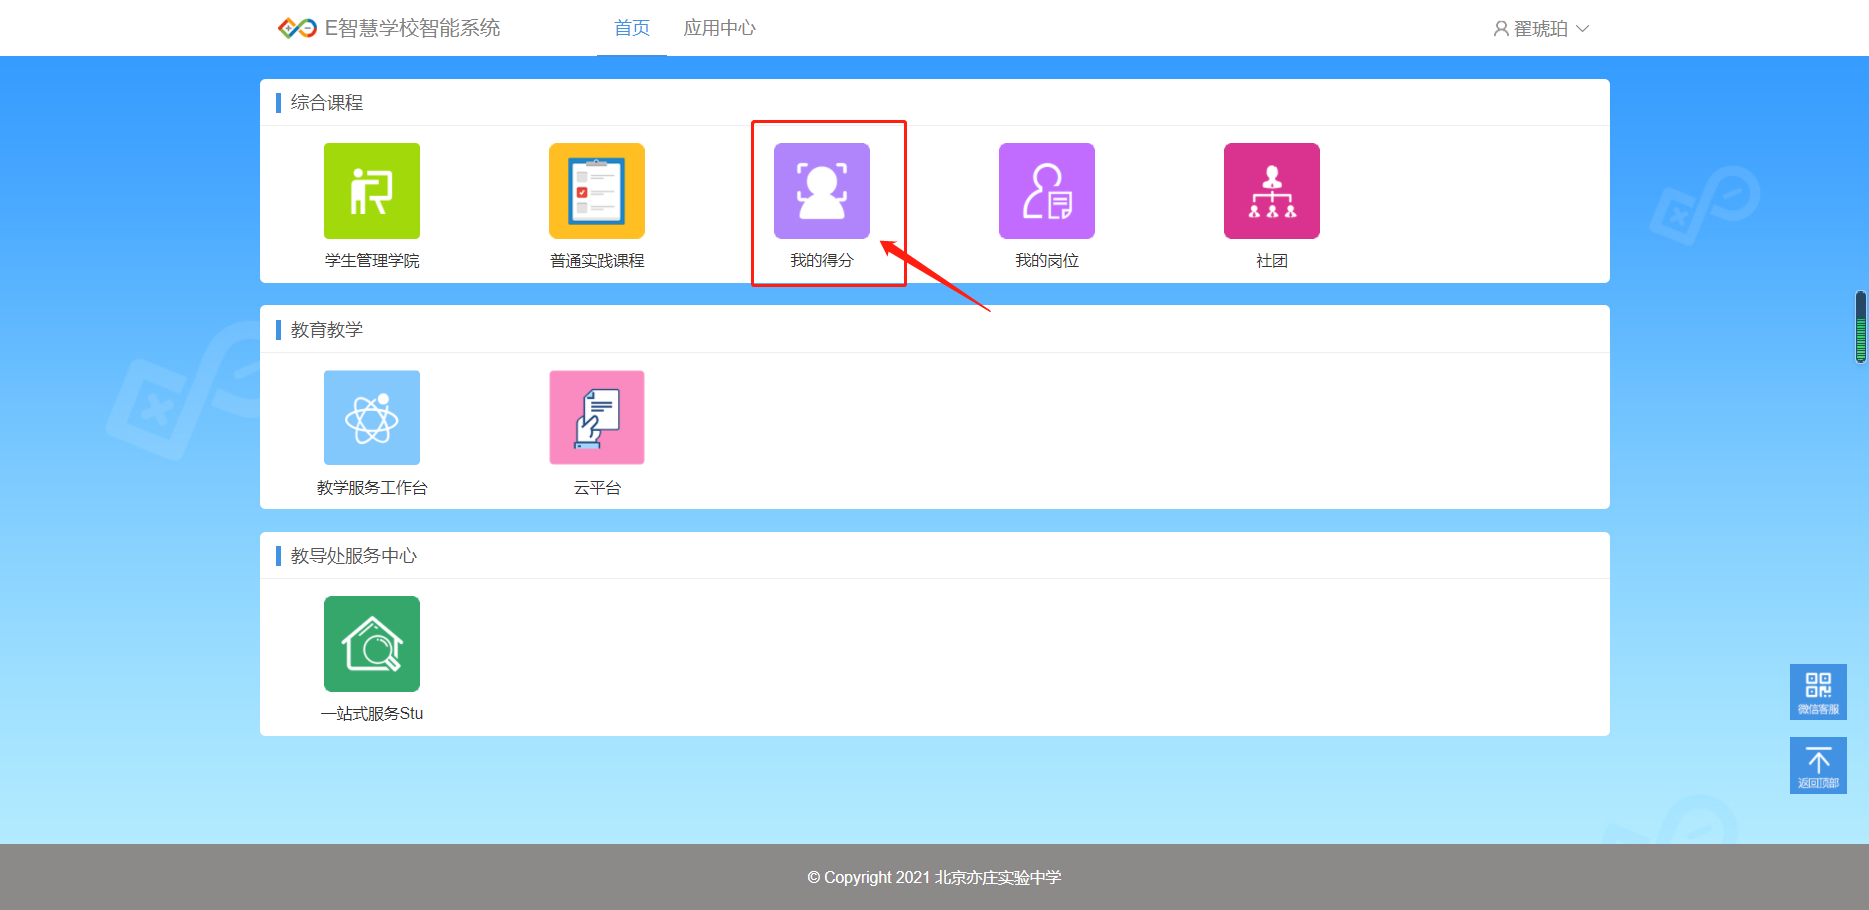 E智慧学校智能系统
首页
应用中心
翟琥珀
综合课程
学生管理学院
普通实践课程
我的得分
我的岗位
社团
教育教学
教学服务工作台
云平台
教导处服务中心
一站式服务Stu
微信客服
返回顶部
© Copyright 2021 北京亦庄实验中学